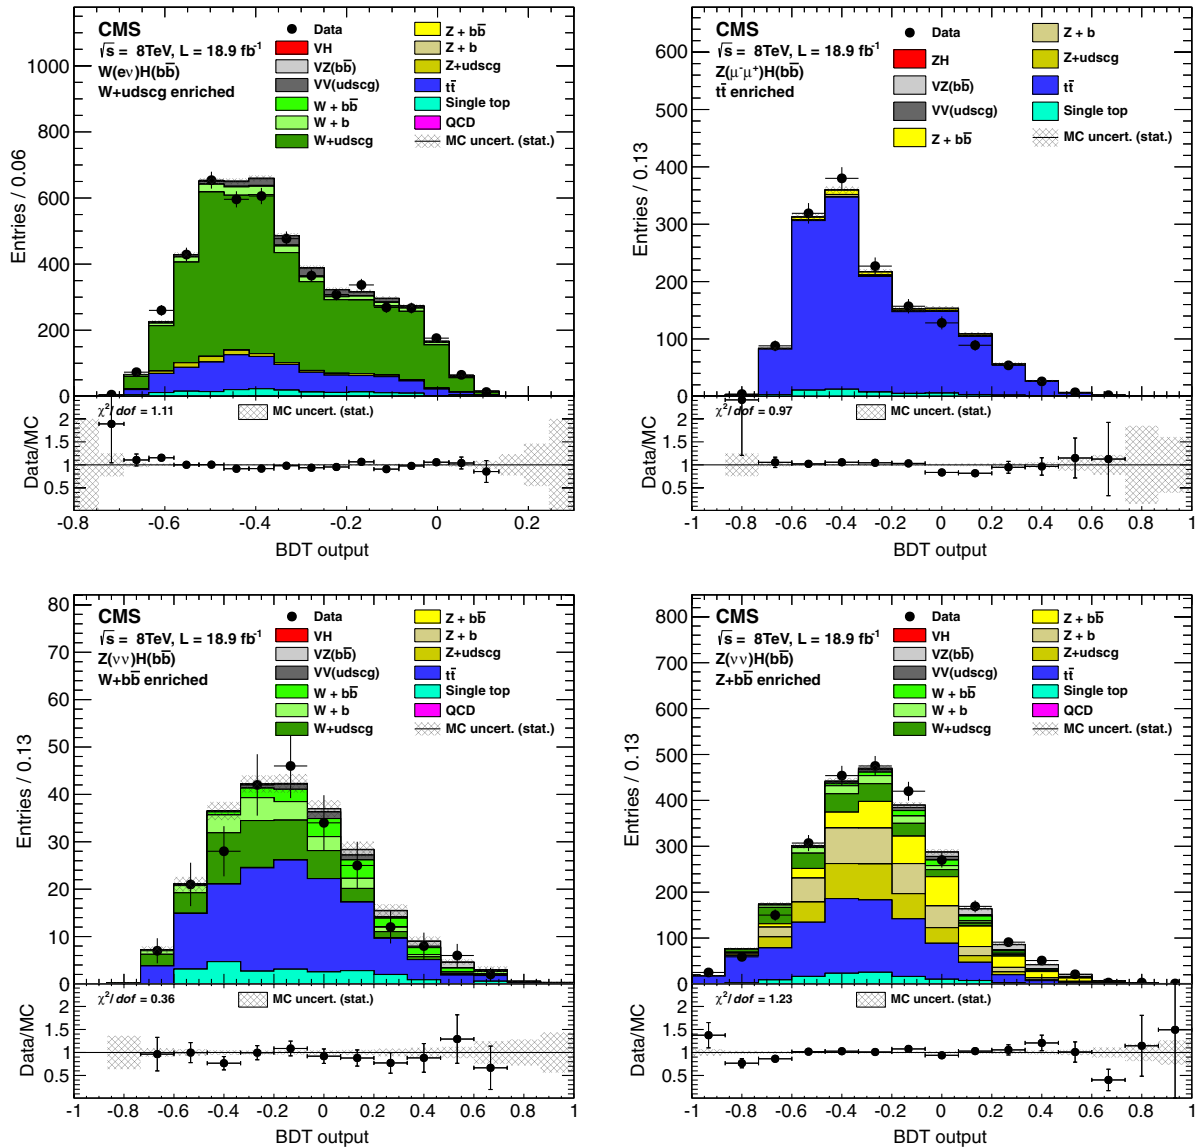 CMS
√s = 8TeV, L = 18.9 fb⁻¹
W(eν)H(bb̅)
W+udscg enriched
Data
VH
VZ(bb̅)
VV(udscg)
W + bb̅
W + b
W+udscg
Z + bb̅
Z + b
Z+udscg
tt̅
Single top
QCD
MC uncert. (stat.)
Entries / 0.06
1000
800
600
400
200
0
χ²/dof = 1.11
MC uncert. (stat.)
Data/MC
2
1.5
1
0.5
-0.8 -0.6 -0.4 -0.2 0 0.2
BDT output
CMS
√s = 8TeV, L = 18.9 fb⁻¹
Z(μ⁻μ⁺)H(bb̅)
tt̅ enriched
Data
ZH
VZ(bb̅)
VV(udscg)
Z + bb̅
Z + b
Z+udscg
tt̅
Single top
MC uncert. (stat.)
Entries / 0.13
600
500
400
300
200
100
0
χ²/dof = 0.97
MC uncert. (stat.)
Data/MC
2
1.5
1
0.5
-1 -0.8 -0.6 -0.4 -0.2 0 0.2 0.4 0.6 0.8 1
BDT output
CMS
√s = 8TeV, L = 18.9 fb⁻¹
Z(νν)H(bb̅)
W+bb̅ enriched
Data
VH
VZ(bb̅)
VV(udscg)
W + bb̅
W + b
W+udscg
Z + bb̅
Z + b
Z+udscg
tt̅
Single top
QCD
MC uncert. (stat.)
Entries / 0.13
80
70
60
50
40
30
20
10
0
χ²/dof = 0.36
MC uncert. (stat.)
Data/MC
2
1.5
1
0.5
-1 -0.8 -0.6 -0.4 -0.2 0 0.2 0.4 0.6 0.8 1
BDT output
CMS
√s = 8TeV, L = 18.9 fb⁻¹
Z(νν)H(bb̅)
Z+bb̅ enriched
Data
VH
VZ(bb̅)
VV(udscg)
W + bb̅
W + b
W+udscg
Z + bb̅
Z + b
Z+udscg
tt̅
Single top
QCD
MC uncert. (stat.)
Entries / 0.13
800
700
600
500
400
300
200
100
0
χ²/dof = 1.23
MC uncert. (stat.)
Data/MC
2
1.5
1
0.5
-1 -0.8 -0.6 -0.4 -0.2 0 0.2 0.4 0.6 0.8 1
BDT output